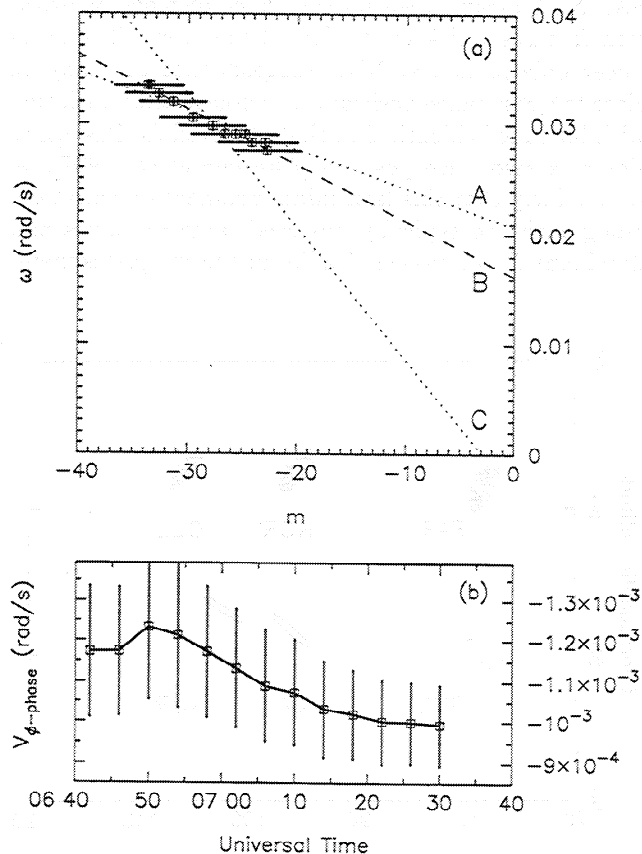 0.04
(a)
0.03
A
0.02
B
0.01
C
0
ω (rad/s)
−40 −30 −20 −10 0
m
(b)
−1.3×10⁻³
−1.2×10⁻³
−1.1×10⁻³
−10⁻³
−9×10⁻⁴
Vϕ−phase (rad/s)
06 40 50 07 00 10 20 30 40
Universal Time